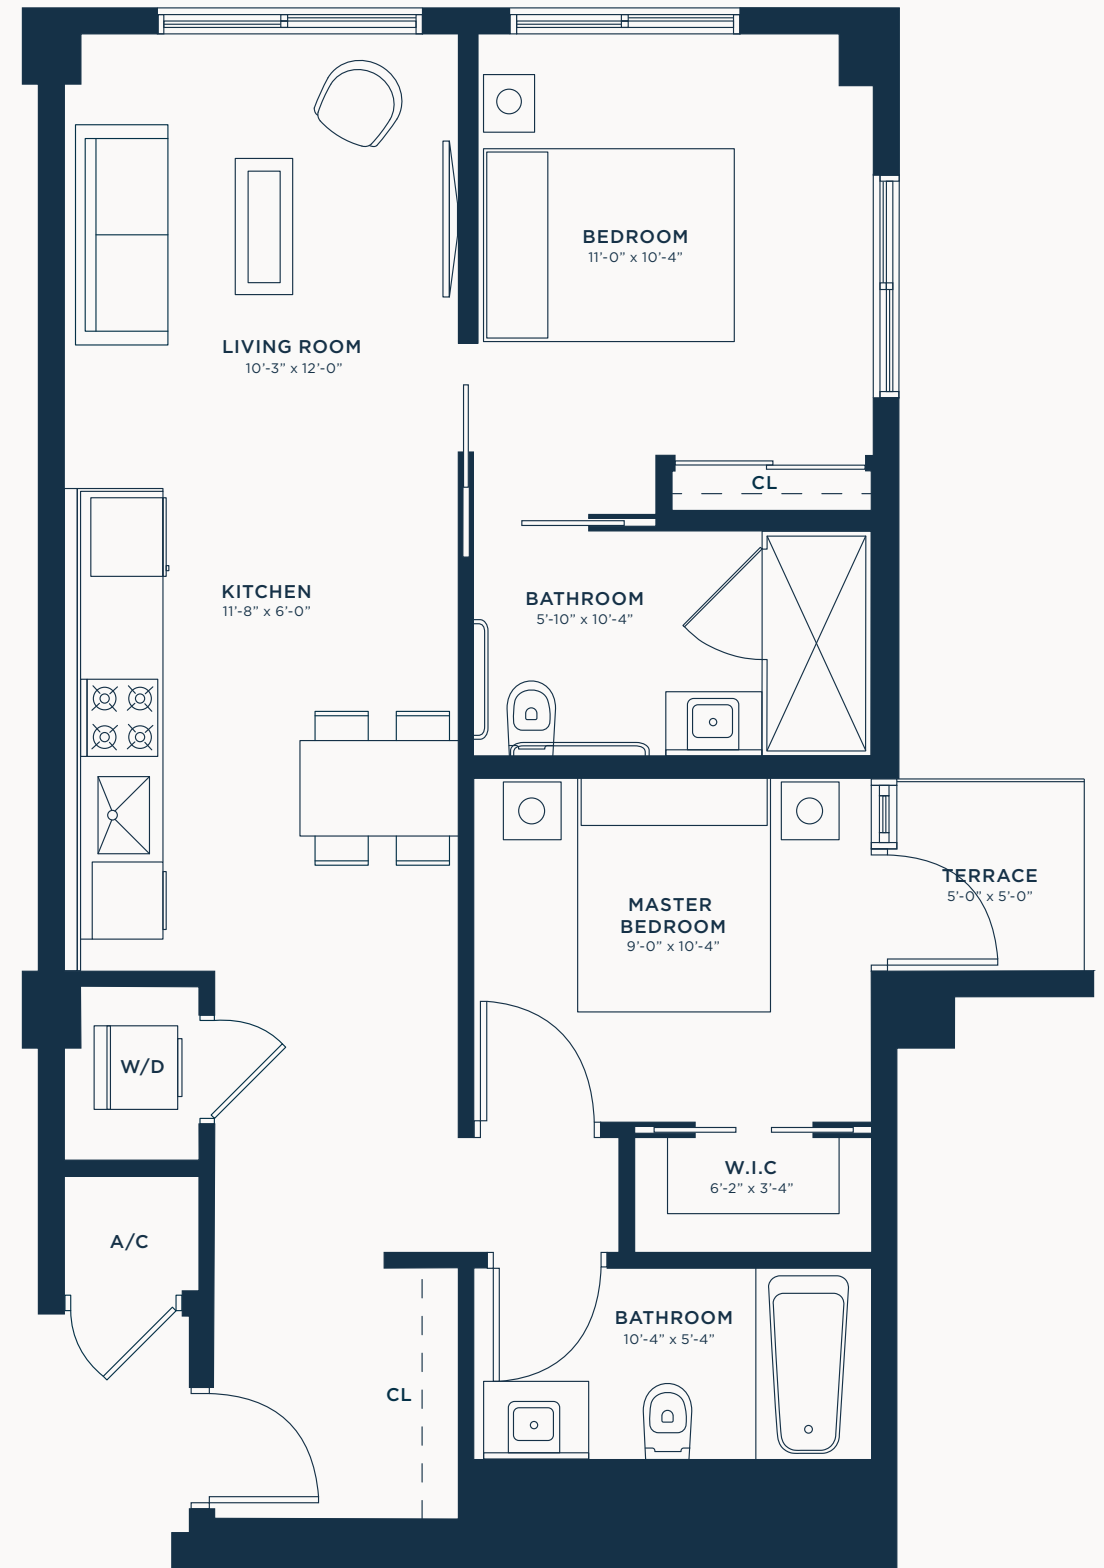 BEDROOM
11'-0” x 10'-4”
LIVING ROOM
10'-3” x 12'-0”
CL
KITCHEN
11'-8” x 6'-0”
BATHROOM
5'-10” x 10'-4”
TERRACE
5'-0” x 5'-0”
MASTER
BEDROOM
9'-0” x 10'-4”
W/D
W.I.C
6'-2” x 3'-4”
A/C
BATHROOM
10'-4” x 5'-4”
CL